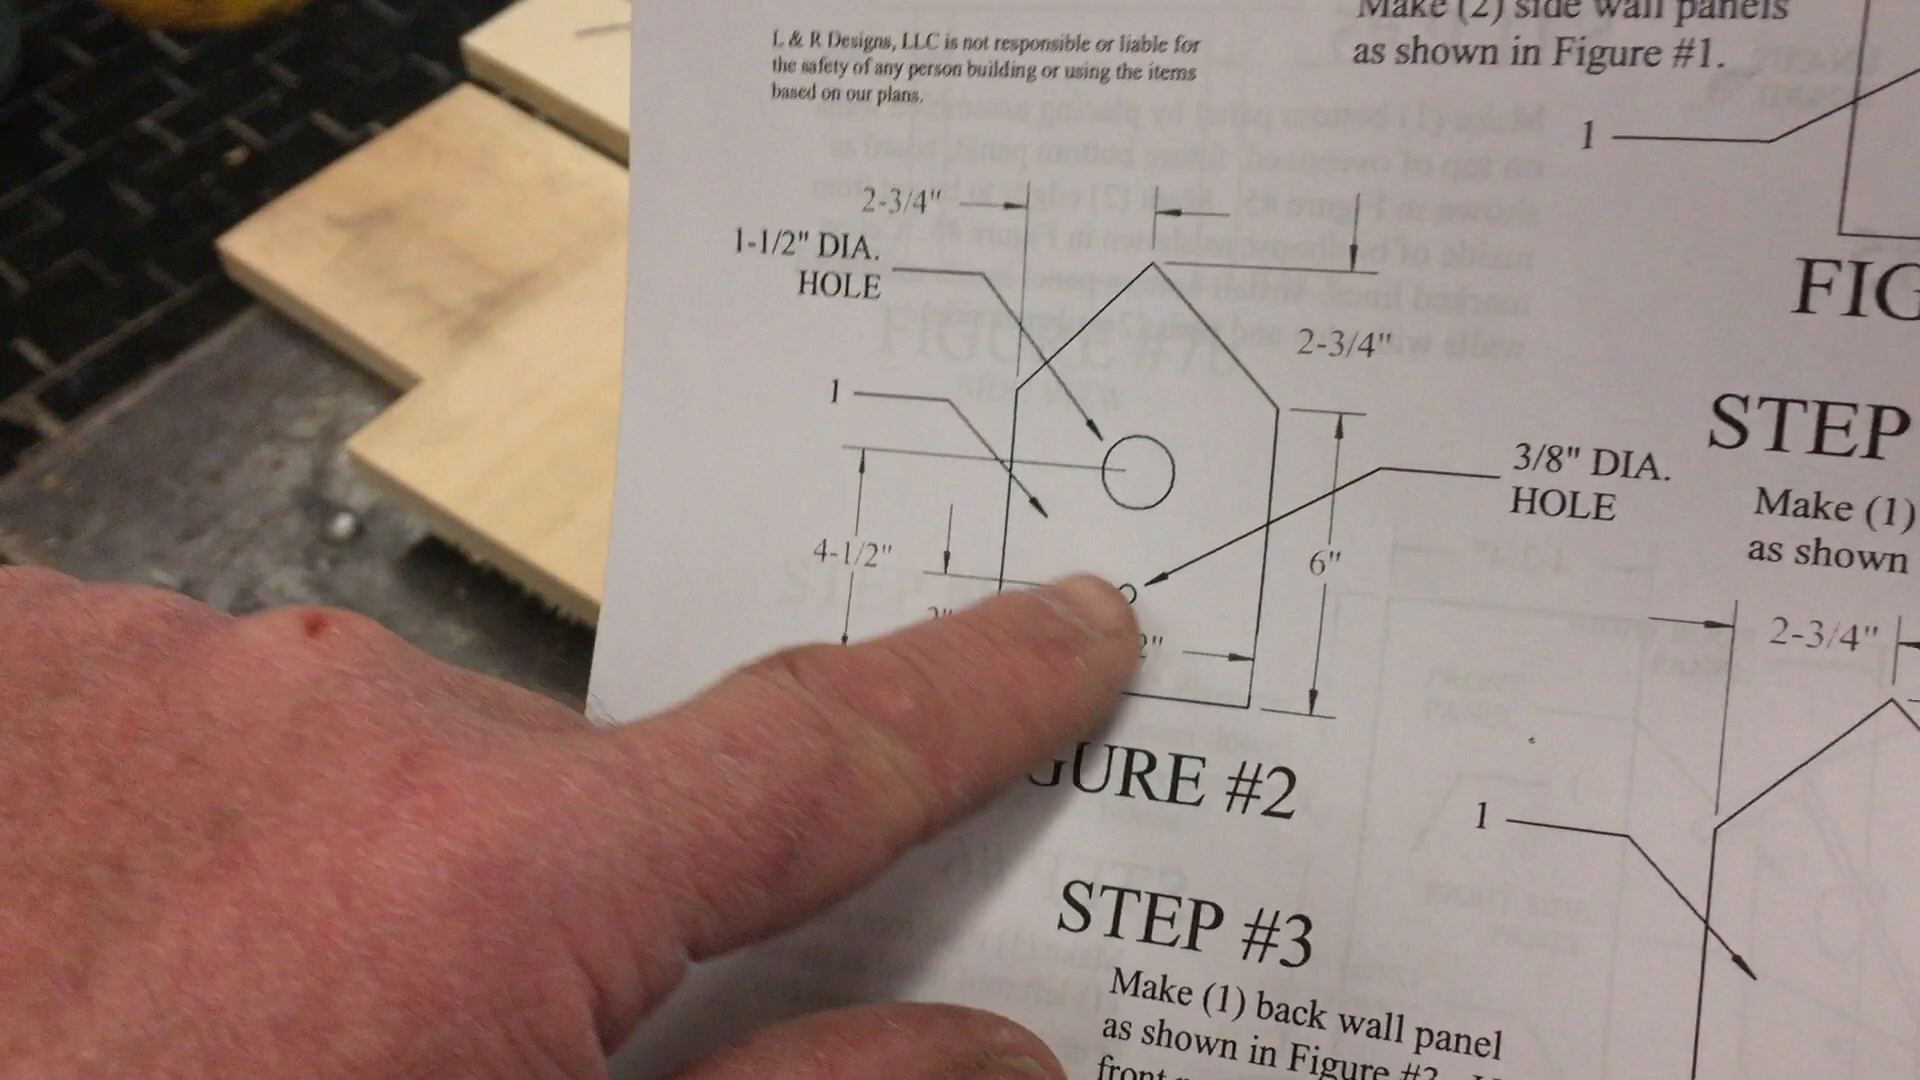 L & R Designs, LLC is not responsible or liable for
the safety of any person building or using the items
based on our plans.
Make (2) side wall panels
as shown in Figure #1.
1
FIG
2-3/4"
1-1/2" DIA.
HOLE
2-3/4"
1
3/8" DIA.
HOLE
4-1/2"
6"
GURE #2
STEP
Make (1)
as shown
2-3/4"
1
STEP #3
Make (1) back wall panel
as shown in Figure
front